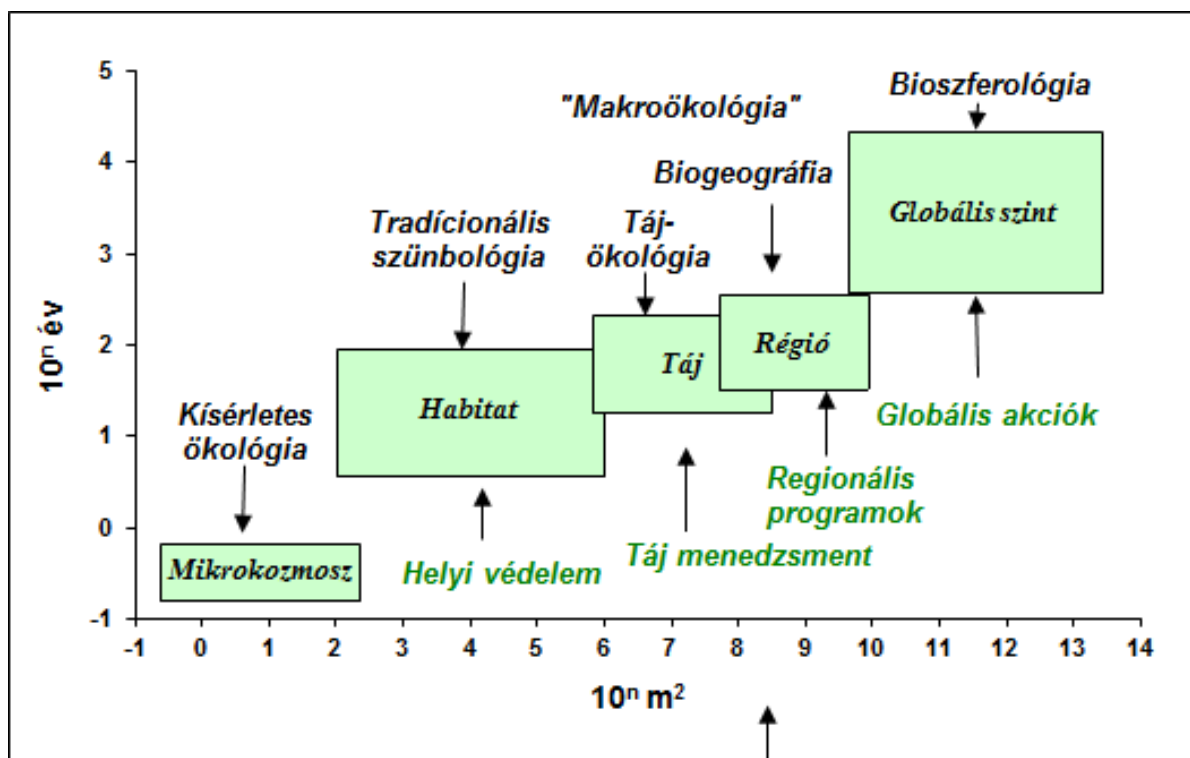 Bioszferológia
"Makroökológia"
Biogeográfia
Tradícionális
szünbológia
Táj-
ökológia
Kísérletes
ökológia
Globális szint
Régió
Táj
Habitat
Mikrokozmosz
Globális akciók
Regionális
programok
Táj menedzsment
Helyi védelem
10ⁿ év
5
4
3
2
1
0
-1
-1 0 1 2 3 4 5 6 7 8 9 10 11 12 13 14
10ⁿ m²